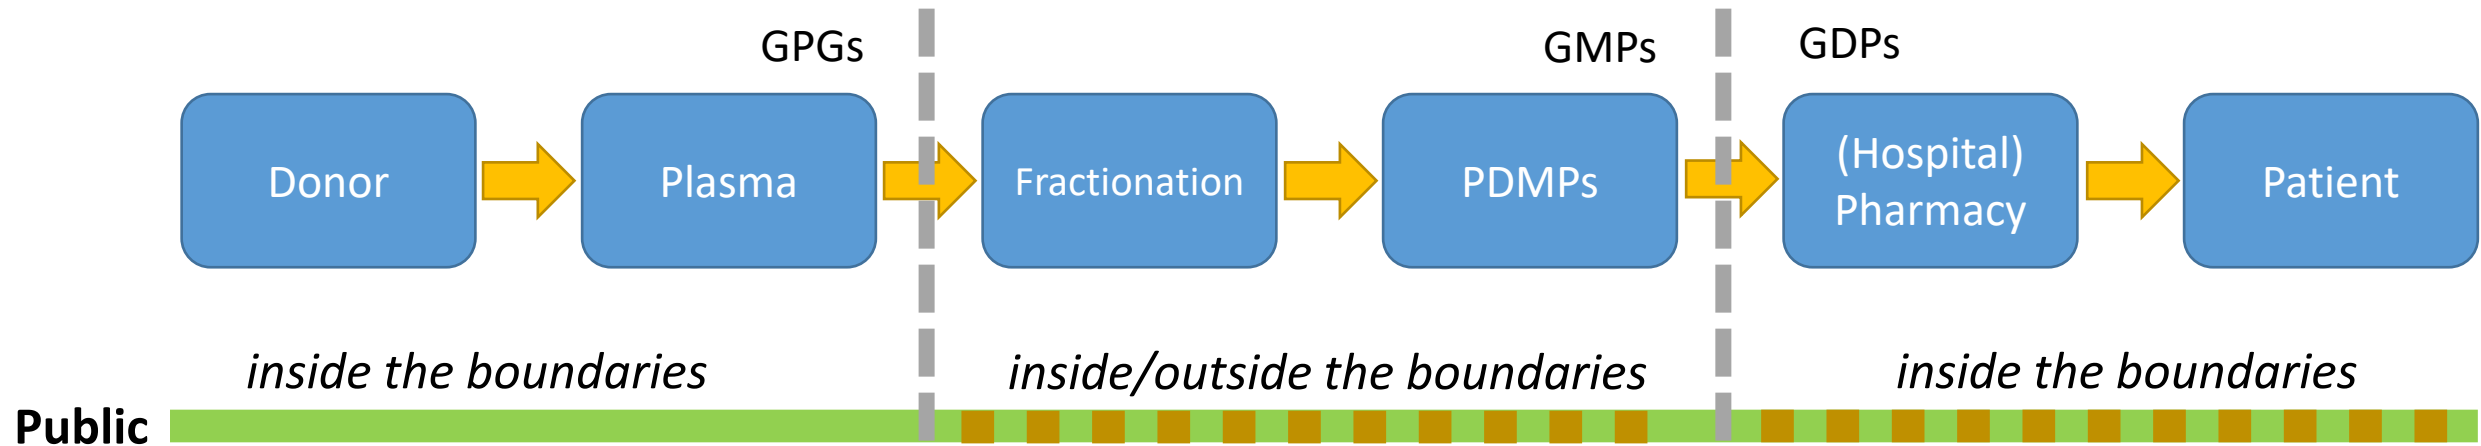 GPGs
GMPs
GDPs
Donor
Plasma
Fractionation
PDMPs
(Hospital)
Pharmacy
Patient
inside the boundaries
inside/outside the boundaries
inside the boundaries
Public